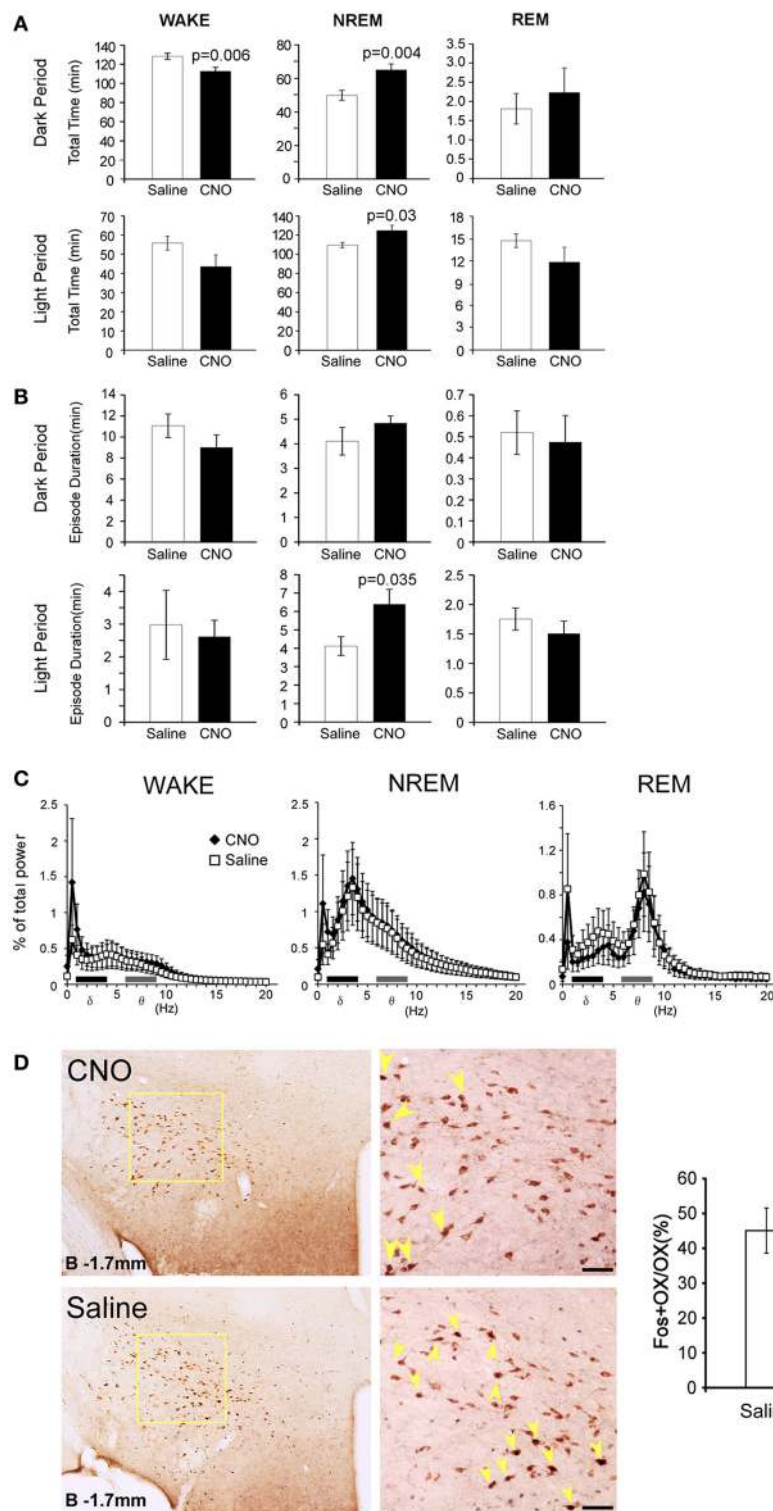 A
WAKE NREM REM
Dark Period
Total Time (min)
140
120
100
80
60
40
20
0
p=0.006
Saline CNO
80
60
40
20
0
p=0.004
Saline CNO
3.5
3.0
2.5
2.0
1.5
1.0
0.5
0
Saline CNO
Light Period
Total Time (min)
70
60
50
40
30
20
10
0
Saline CNO
140
120
100
80
60
40
20
0
p=0.03
Saline CNO
18
15
12
9
6
3
0
Saline CNO
B
Dark Period
Episode Duration(min)
14
12
10
8
6
4
2
0
Saline CNO
6
5
4
3
2
1
0
Saline CNO
0.7
0.6
0.5
0.4
0.3
0.2
0.1
0
Saline CNO
Light Period
Episode Duration(min)
5
4
3
2
1
0
Saline CNO
8
7
6
5
4
3
2
1
0
p=0.035
Saline CNO
2.5
2.0
1.5
1.0
0.5
0
Saline CNO
C
WAKE NREM REM
% of total power
2.5
2
1.5
1
0.5
0
CNO
Saline
0 5 10 15 20
δ θ (Hz)
2.5
2
1.5
1
0.5
0
0 5 10 15 20
δ θ (Hz)
1.6
1.2
0.8
0.4
0
0 5 10 15 20
δ θ (Hz)
D
CNO
B -1.7mm
Saline
B -1.7mm
Fos+OX/OX(%)
60
50
40
30
20
10
0
Sali